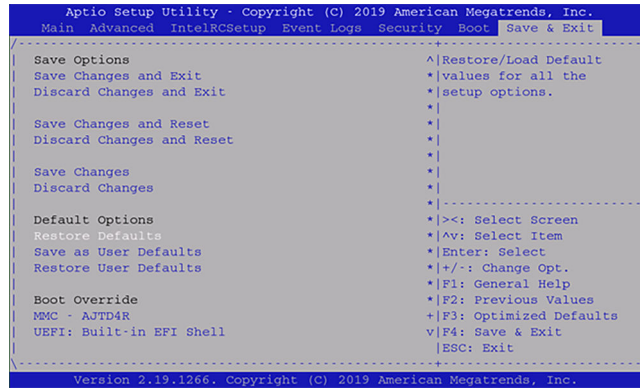 Aptio Setup Utility - Copyright (C) 2019 American Megatrends, Inc.
Main Advanced IntelRCSetup Event Logs Security Boot Save & Exit
Save Options
Save Changes and Exit
Discard Changes and Exit
Save Changes and Reset
Discard Changes and Reset
Save Changes
Discard Changes
Default Options
Restore Defaults
Save as User Defaults
Restore User Defaults
Boot Override
MMC - AJTD4R
UEFI: Built-in EFI Shell
Restore/Load Default
values for all the
setup options.
><: Select Screen
^v: Select Item
Enter: Select
+/-: Change Opt.
F1: General Help
F2: Previous Values
F3: Optimized Defaults
F4: Save & Exit
ESC: Exit
Version 2.19.1266. Copyright (C) 2019 American Megatrends, Inc.